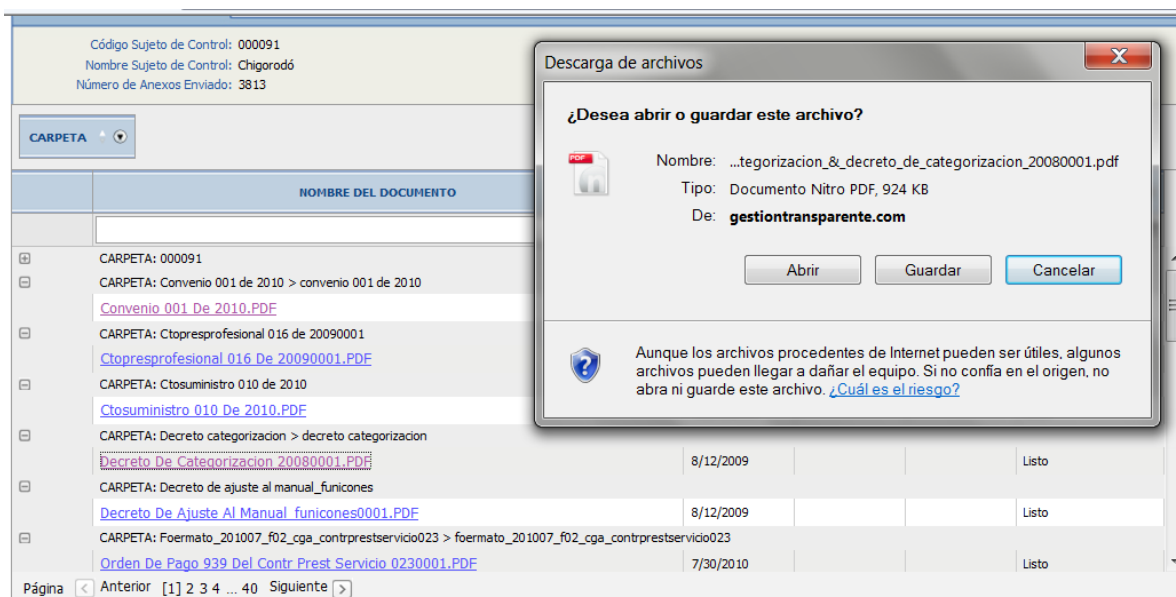 Código Sujeto de Control: 000091
Nombre Sujeto de Control: Chigorodó
Número de Anexos Enviado: 3813
CARPETA
NOMBRE DEL DOCUMENTO
CARPETA: 000091
CARPETA: Convenio 001 de 2010 > convenio 001 de 2010
Convenio 001 De 2010.PDF
CARPETA: Ctopresprofesional 016 de 20090001
Ctopresprofesional 016 De 20090001.PDF
CARPETA: Ctosuministro 010 de 2010
Ctosuministro 010 De 2010.PDF
CARPETA: Decreto categorizacion > decreto categorizacion
Decreto De Categorizacion 20080001.PDF 8/12/2009 Listo
CARPETA: Decreto de ajuste al manual_funicones
Decreto De Ajuste Al Manual_funicones0001.PDF 8/12/2009 Listo
CARPETA: Foermato_201007_f02_cga_contrprestservicio023 > foermato_201007_f02_cga_contrprestservicio023
Orden De Pago 939 Del Contr Prest Servicio 0230001.PDF 7/30/2010 Listo
Página < Anterior [1] 2 3 4 ... 40 Siguiente >
Descarga de archivos
X
¿Desea abrir o guardar este archivo?
PDF
Nombre: ...tegorizacion_&_decreto_de_categorizacion_20080001.pdf
Tipo: Documento Nitro PDF, 924 KB
De: gestiontransparente.com
Abrir Guardar Cancelar
Aunque los archivos procedentes de Internet pueden ser útiles, algunos
archivos pueden llegar a dañar el equipo. Si no confía en el origen, no
abra ni guarde este archivo. ¿Cuál es el riesgo?